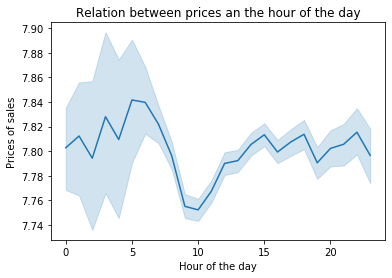 Relation between prices an the hour of the day
7.90
7.88
7.86
7.84
7.82
7.80
7.78
7.76
7.74
Prices of sales
0 5 10 15 20
Hour of the day